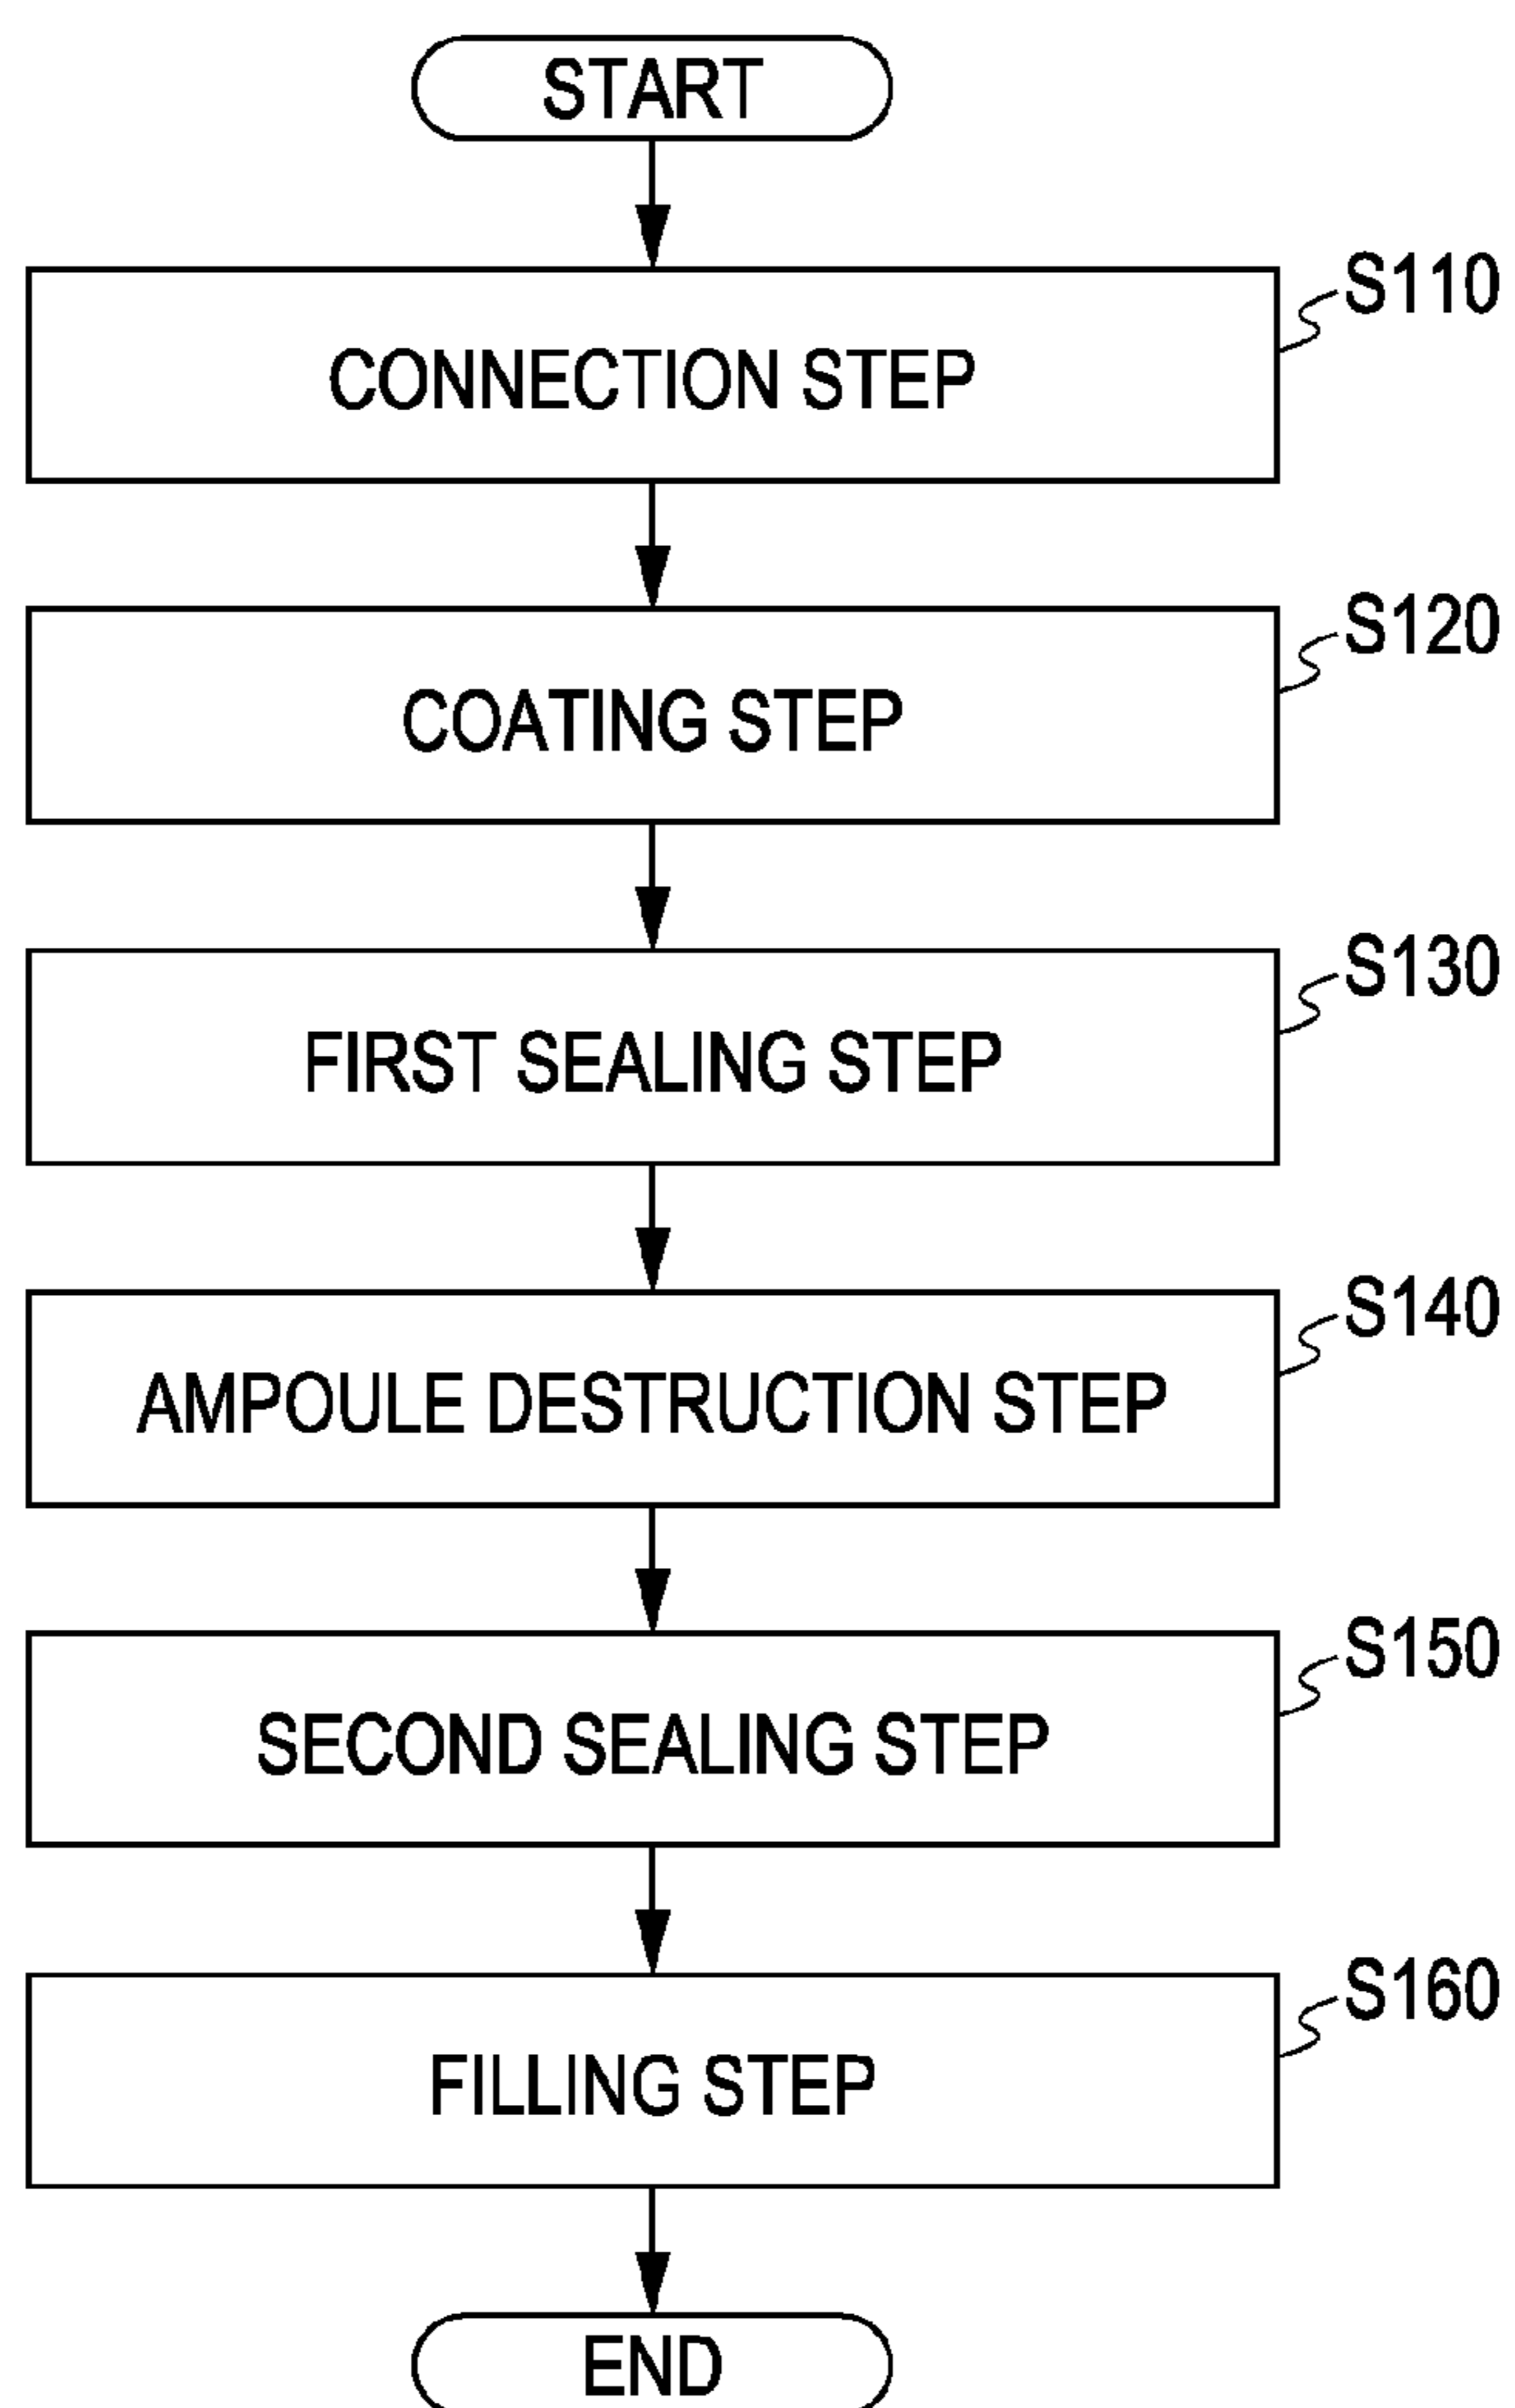 START
S110
CONNECTION STEP
S120
COATING STEP
S130
FIRST SEALING STEP
S140
AMPOULE DESTRUCTION STEP
S150
SECOND SEALING STEP
S160
FILLING STEP
END